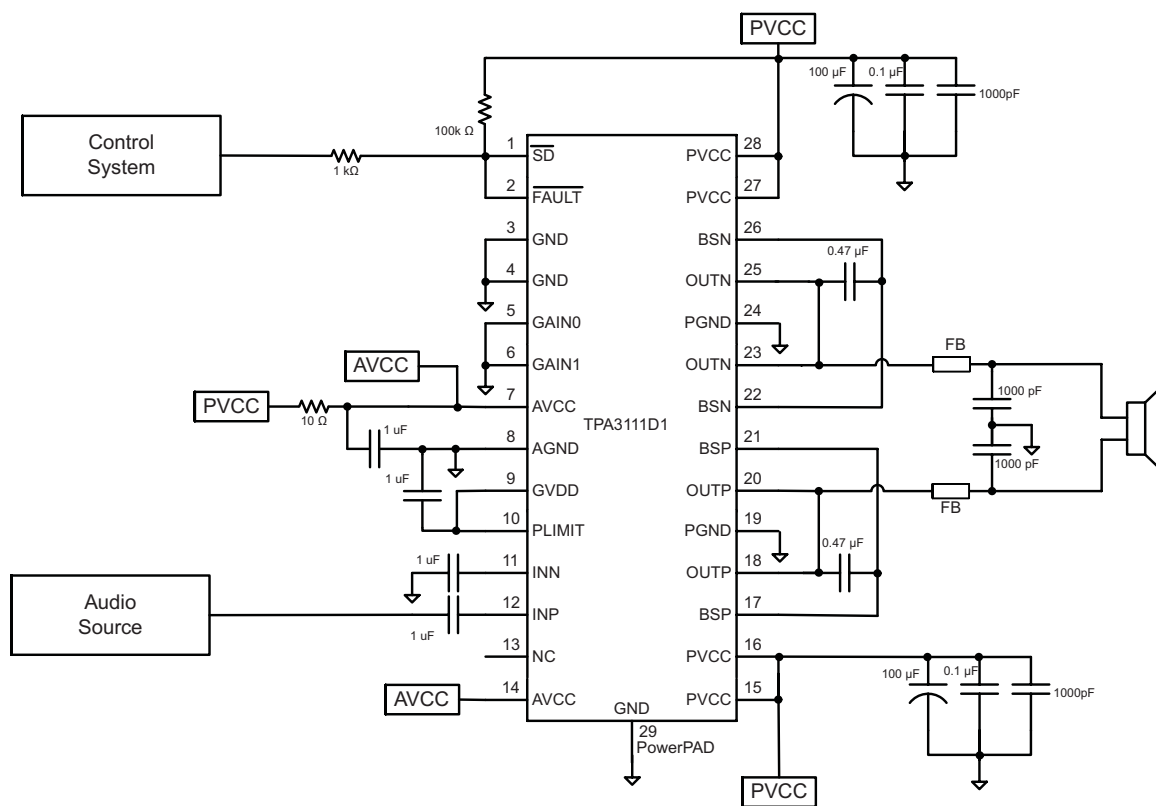 PVCC
100 µF
0.1 µF
1000pF
100k Ω
Control
System
1 kΩ
1
SD
28
PVCC
2
FAULT
27
PVCC
3
GND
26
BSN
0.47 µF
4
GND
25
OUTN
5
GAIN0
24
PGND
6
GAIN1
23
OUTN
FB
AVCC
PVCC
10 Ω
7
AVCC
22
BSN
1000 pF
TPA3111D1
1 uF
8
AGND
21
BSP
1000 pF
1 uF
9
GVDD
20
OUTP
FB
10
PLIMIT
19
PGND
0.47 µF
1 uF
11
INN
18
OUTP
Audio
Source
1 uF
12
INP
17
BSP
13
NC
16
PVCC
100 µF
0.1 µF
1000pF
AVCC
14
AVCC
15
PVCC
GND
29
PowerPAD
PVCC